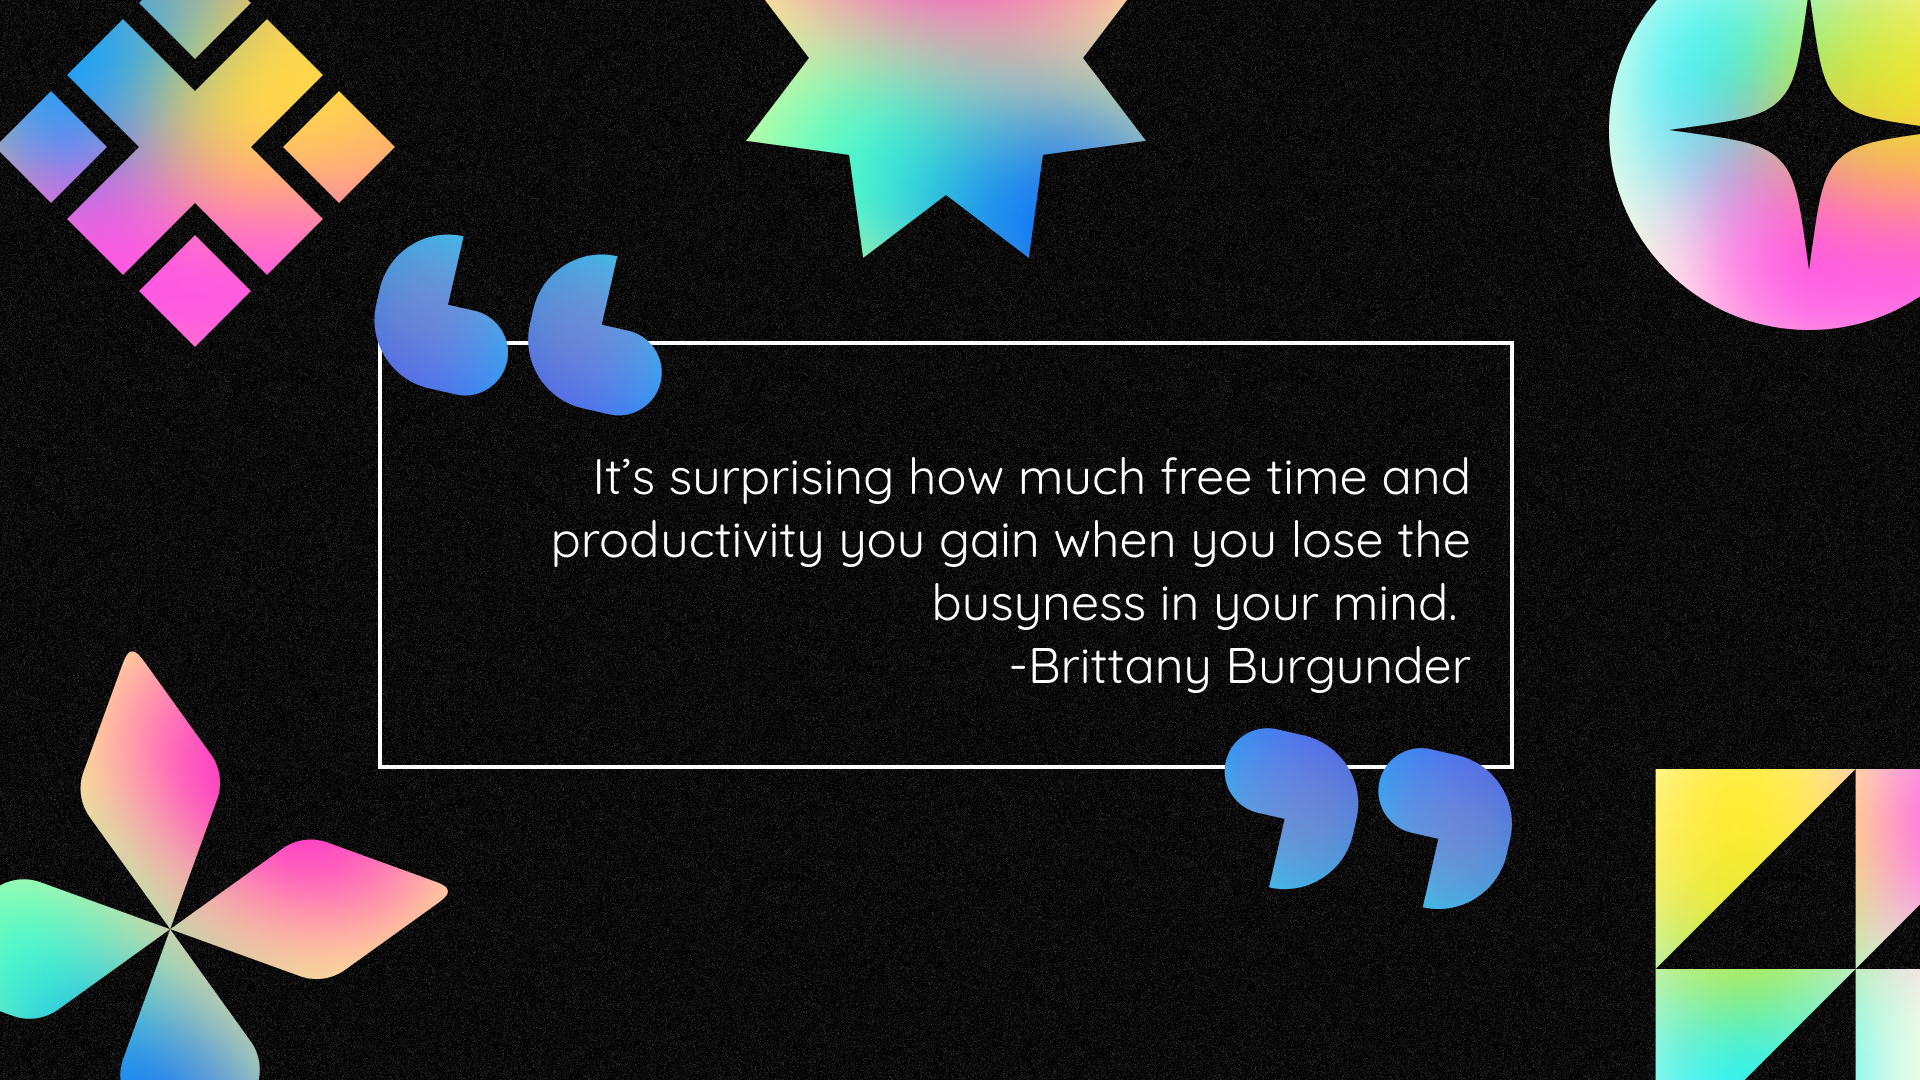 It’s surprising how much free time and
productivity you gain when you lose the
busyness in your mind.
-Brittany Burgunder